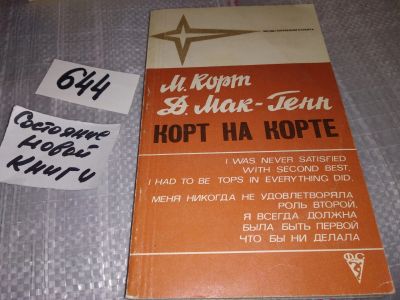 644
Состояние
новой
книги
М. Корт
Д. Мак-Генн
КОРТ НА КОРТЕ
I WAS NEVER SATISFIED
WITH SECOND BEST,
I HAD TO BE TOPS IN EVERYTHING DID.
МЕНЯ НИКОГДА НЕ УДОВЛЕТВОРЯЛА
РОЛЬ ВТОРОЙ,
Я ВСЕГДА ДОЛЖНА
БЫЛА БЫТЬ ПЕРВОЙ
ЧТО БЫ НИ ДЕЛАЛА
ФиС